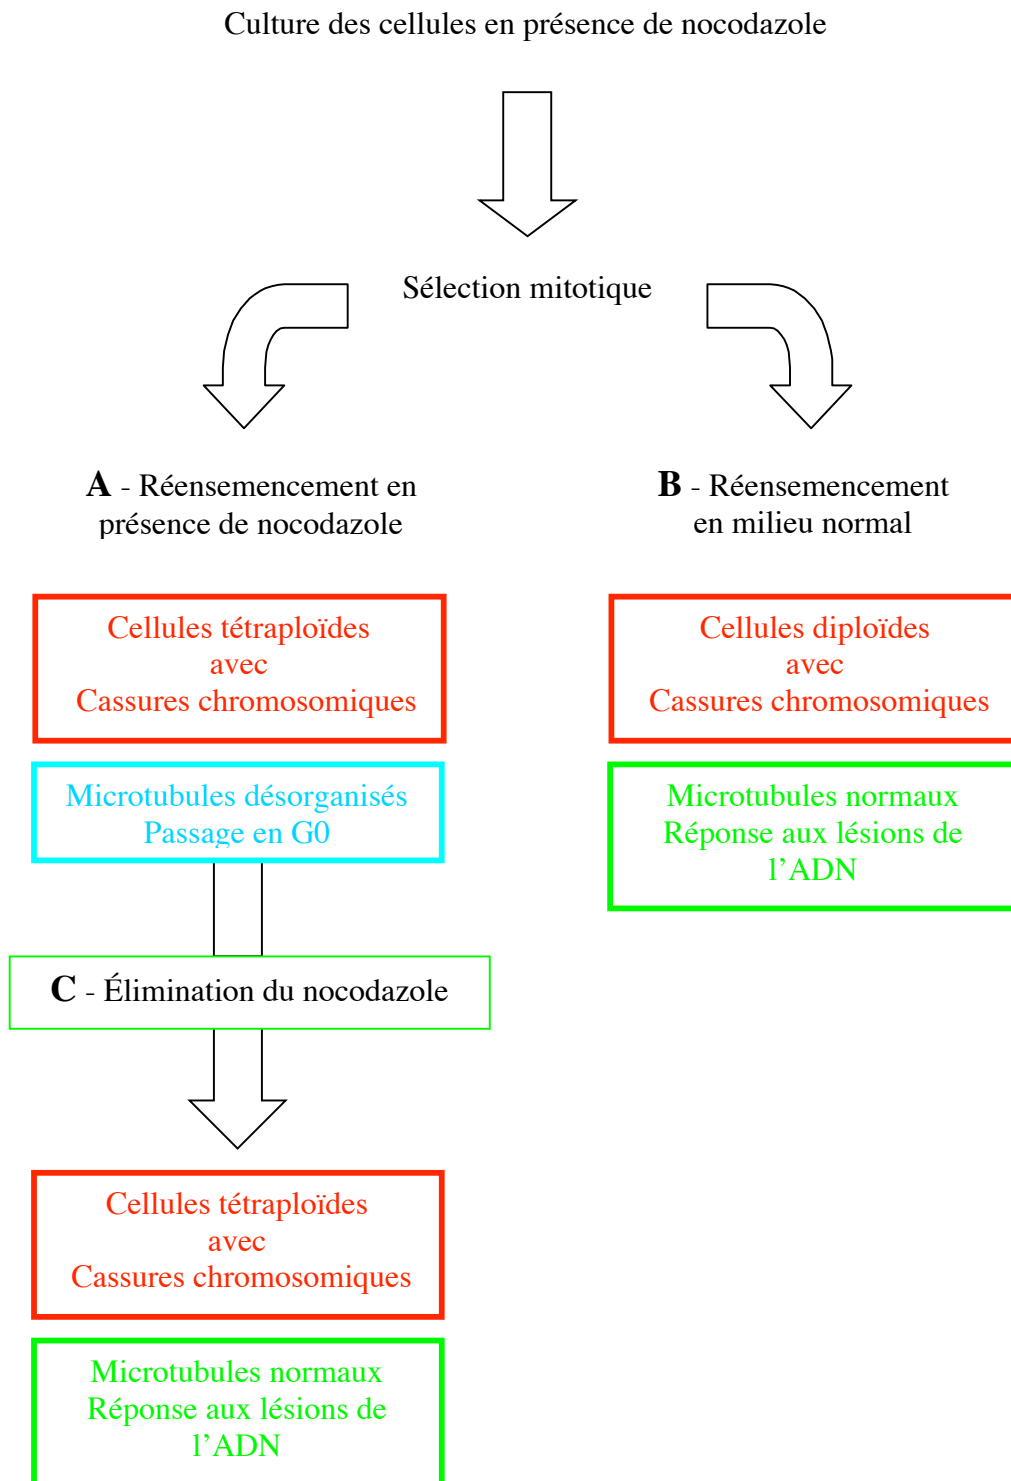 Culture des cellules en présence de nocodazole
Sélection mitotique
A - Réensemencement en
présence de nocodazole
B - Réensemencement
en milieu normal
Cellules tétraploïdes
avec
Cassures chromosomiques
Cellules diploïdes
avec
Cassures chromosomiques
Microtubules désorganisés
Passage en G0
Microtubules normaux
Réponse aux lésions de
l’ADN
C - Élimination du nocodazole
Cellules tétraploïdes
avec
Cassures chromosomiques
Microtubules normaux
Réponse aux lésions de
l’ADN